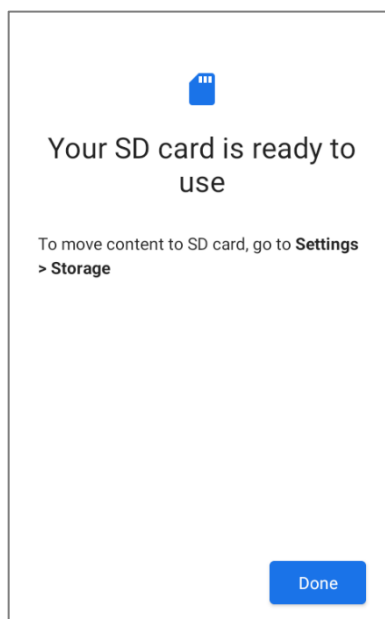 Your SD card is ready to
use
To move content to SD card, go to Settings
> Storage
Done